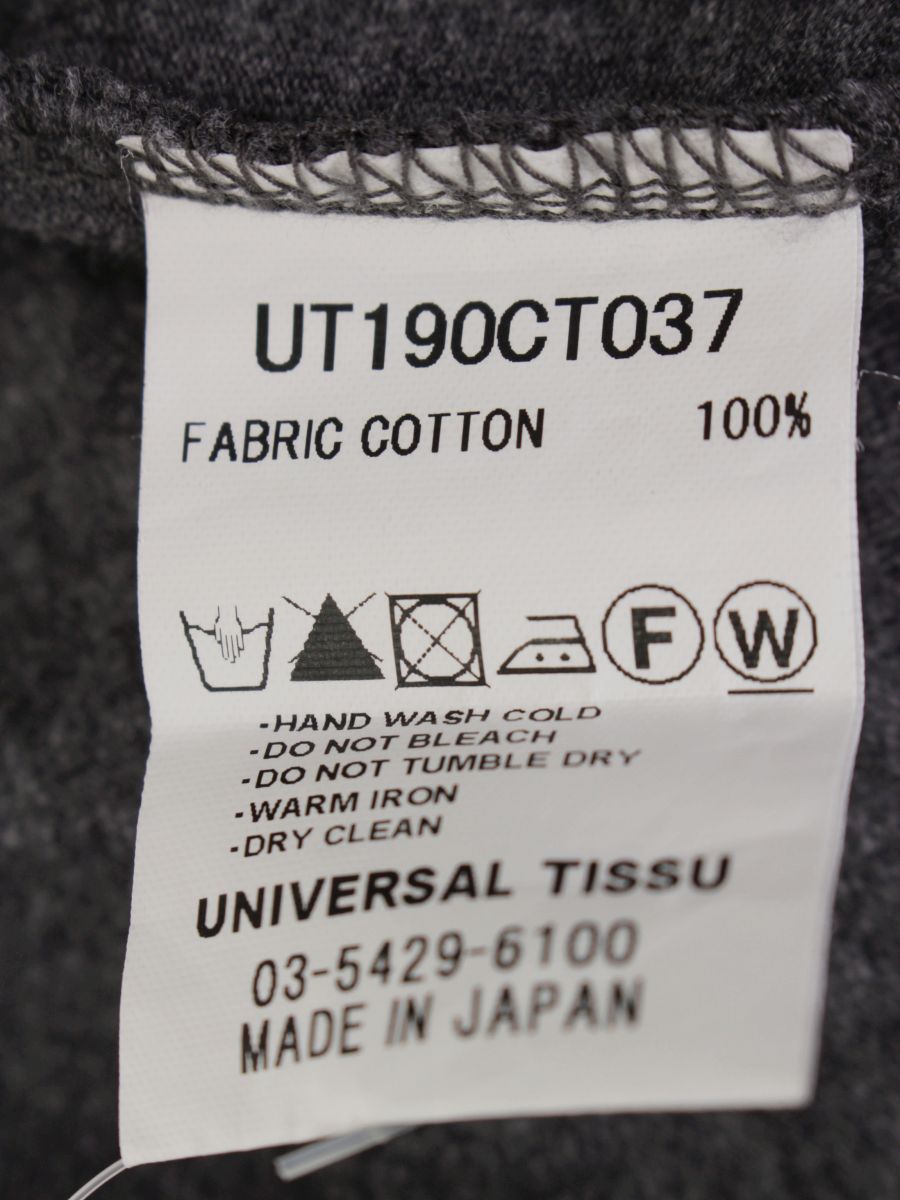 UT190CT037
FABRIC COTTON 100%
F W
-HAND WASH COLD
-DO NOT BLEACH
-DO NOT TUMBLE DRY
-WARM IRON
-DRY CLEAN
UNIVERSAL TISSU
03-5429-6100
MADE IN JAPAN